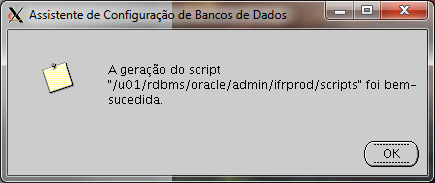 Assistente de Configuração de Bancos de Dados
A geração do script
"/u01/rdbms/oracle/admin/ifrprod/scripts" foi bem-
sucedida.
OK